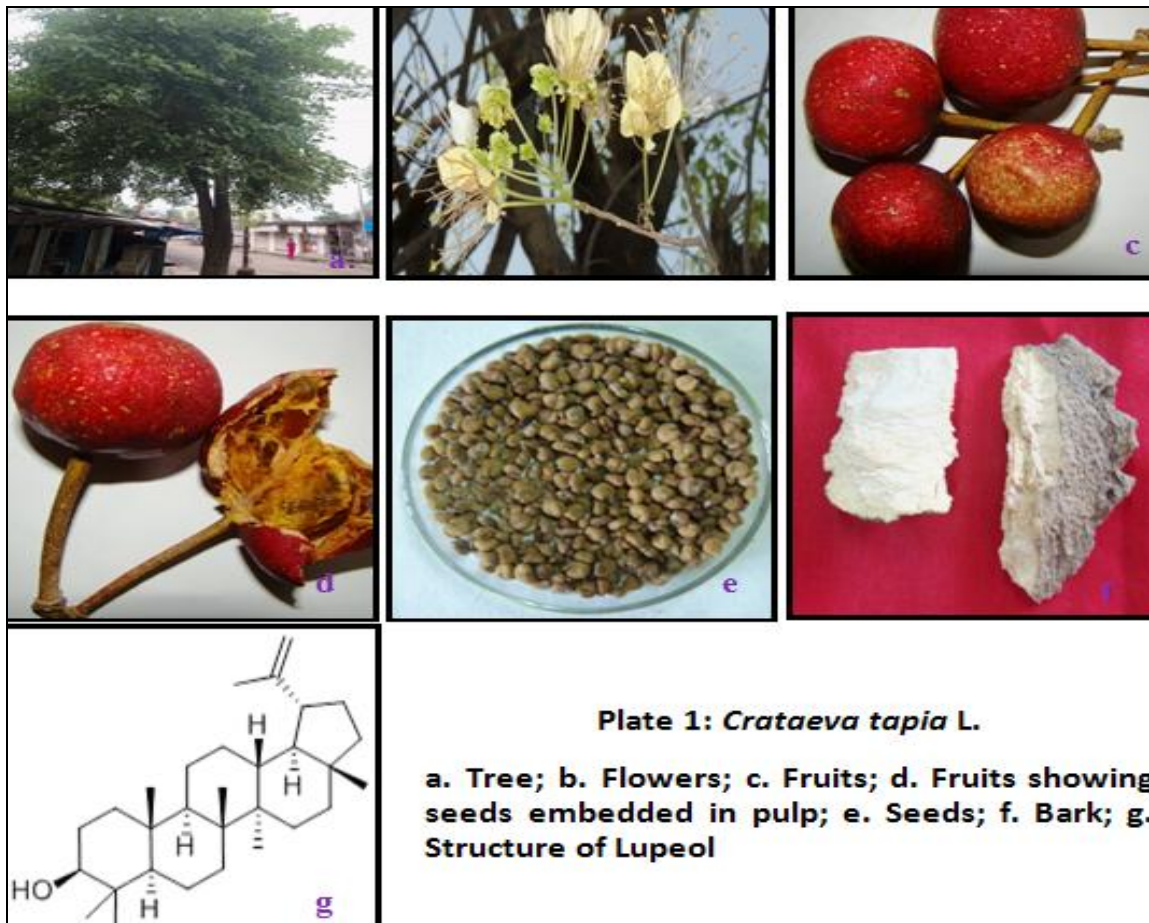 a.
c
d
e
f
H
H
H
H
HO
g
Plate 1: Crataeva tapia L.
a. Tree; b. Flowers; c. Fruits; d. Fruits showing
seeds embedded in pulp; e. Seeds; f. Bark; g.
Structure of Lupeol